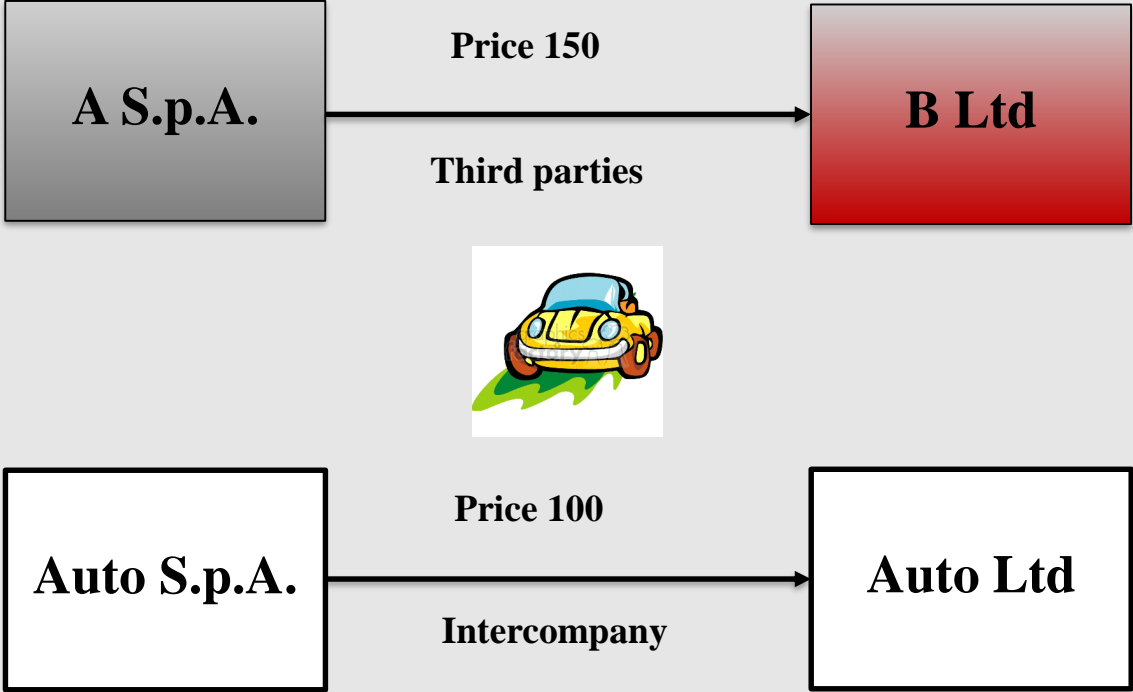 Price 150
A S.p.A.
B Ltd
Third parties
Price 100
Auto S.p.A.
Auto Ltd
Intercompany